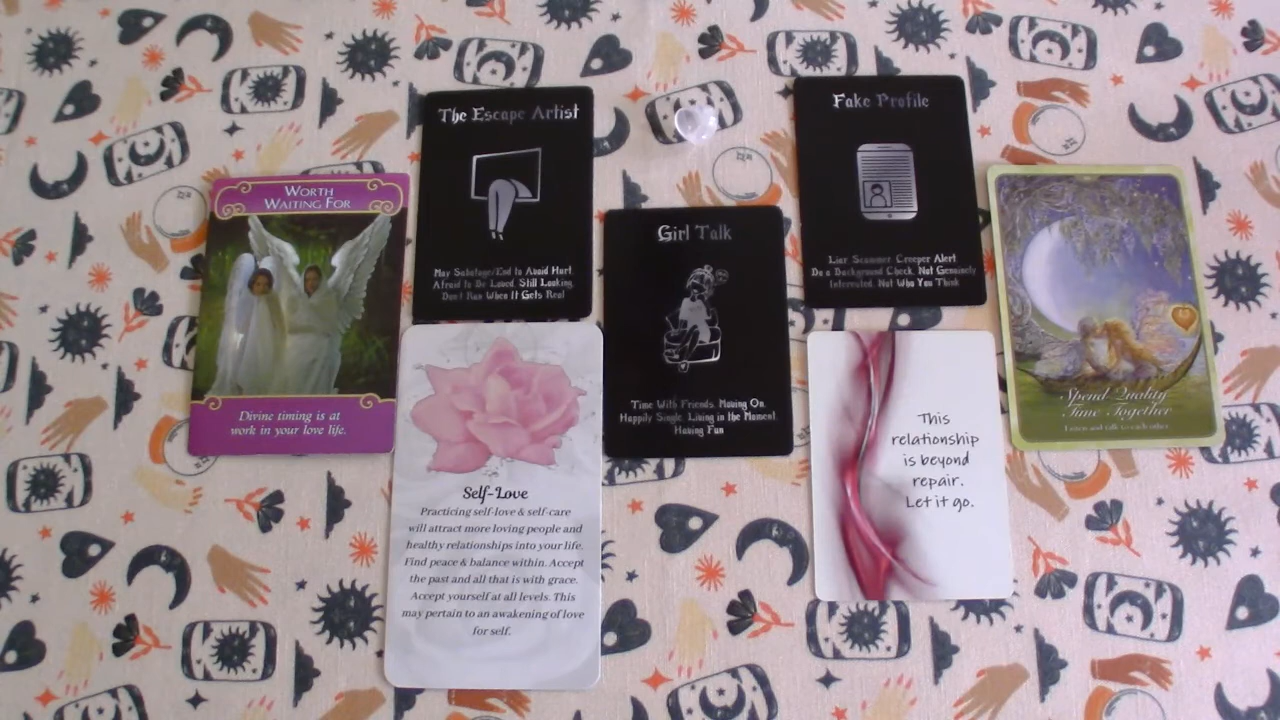 Worth
Waiting For
Divine timing is at
work in your love life.
The Escape Artist
May Sabotage/End to Avoid Hurt.
Afraid to Be Loved. Still Looking.
Don't Run When It Gets Real
Self-Love
Practicing self-love & self-care
will attract more loving people and
healthy relationships into your life.
Find peace & balance within. Accept
the past and all that is with grace.
Accept yourself at all levels. This
may pertain to an awakening of love
for self.
Girl Talk
Time With Friends. Moving On.
Happily Single. Living in the Moment.
Having Fun
Fake Profile
Liar Scammer Creeper Alert.
Do a Background Check. Not Genuinely
Interested. Not Who You Think
This
relationship
is beyond
repair.
Let it go.
Spend Quality
Time Together
Listen and talk to each other.